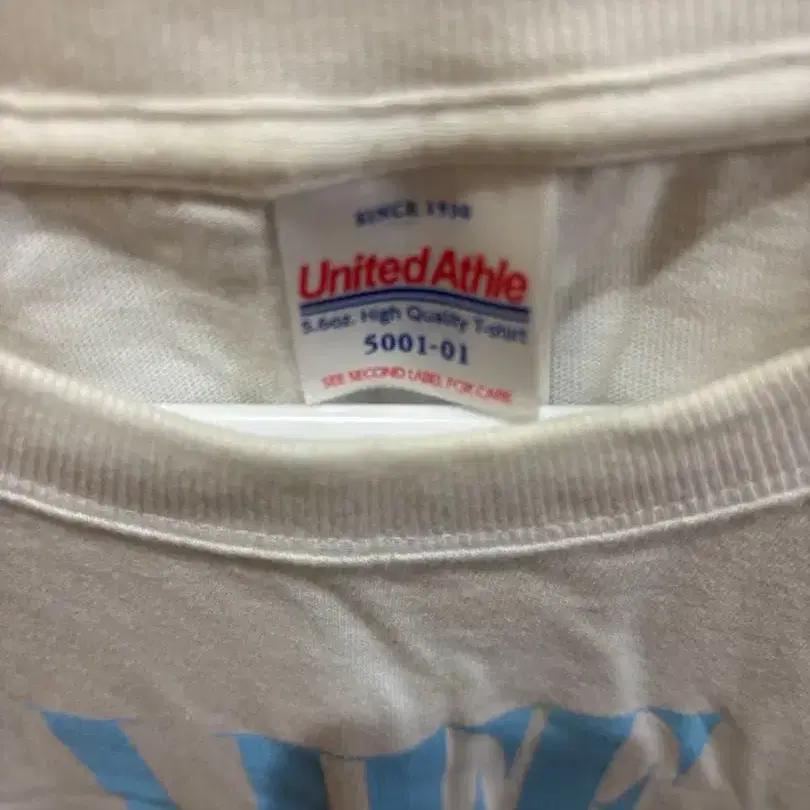 SINCE 1930
United Athle
5.6oz. High Quality T-shirt
5001-01
SEE SECOND LABEL FOR CARE